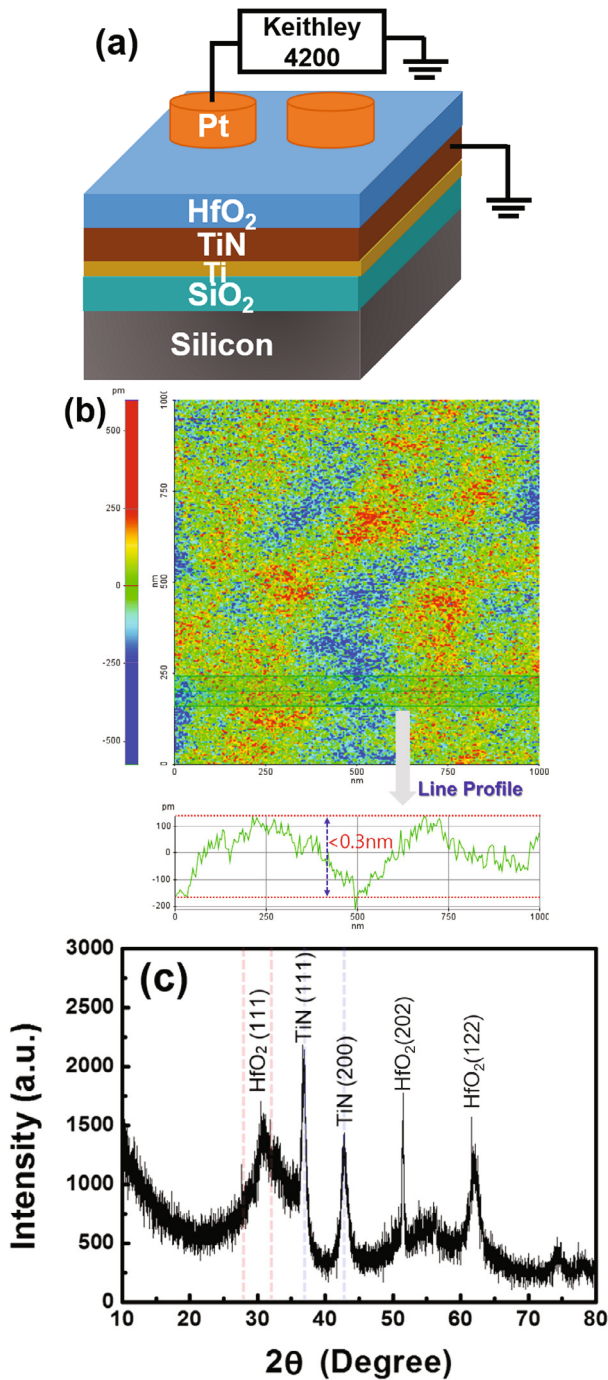 (a)
Keithley
4200
Pt
HfO₂
TiN
Ti
SiO₂
Silicon
(b)
pm
500
250
0
-250
-500
1000
750
500
250
0
nm
0
250
500
750
1000
nm
Line Profile
pm
100
0
-100
-200
<0.3nm
0
250
500
750
1000
nm
(c)
3000
2500
2000
1500
1000
500
0
Intensity (a.u.)
HfO₂ (111)
TiN (111)
TiN (200)
HfO₂(202)
HfO₂(122)
10
20
30
40
50
60
70
80
2θ (Degree)